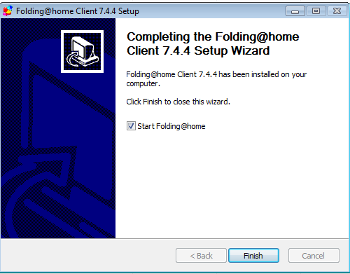 Folding@home Client 7.4.4 Setup
Completing the Folding@home
Client 7.4.4 Setup Wizard
Folding@home Client 7.4.4 has been installed on your
computer.
Click Finish to close this wizard.
Start Folding@home
< Back
Finish
Cancel